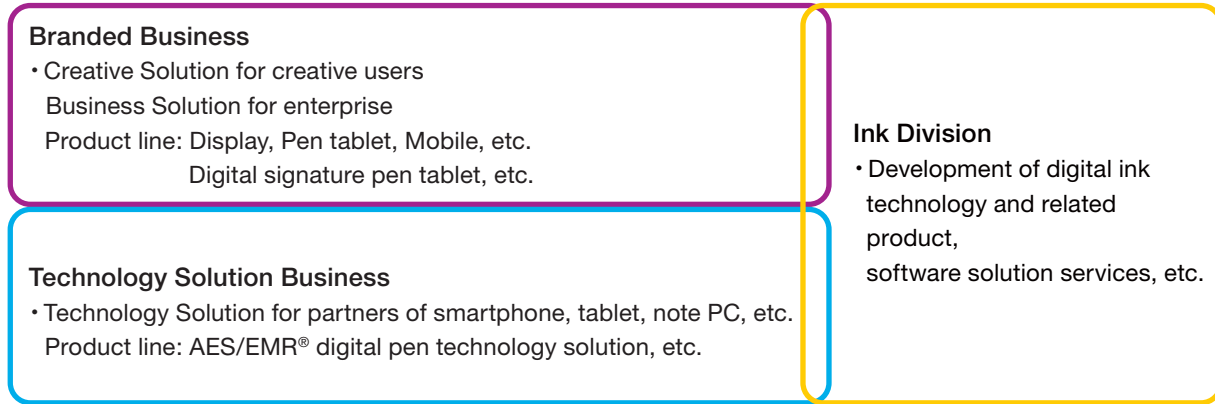 Branded Business
・Creative Solution for creative users
Business Solution for enterprise
Product line: Display, Pen tablet, Mobile, etc.
Digital signature pen tablet, etc.
Technology Solution Business
・Technology Solution for partners of smartphone, tablet, note PC, etc.
Product line: AES/EMR® digital pen technology solution, etc.
Ink Division
・Development of digital ink
technology and related
product,
software solution services, etc.